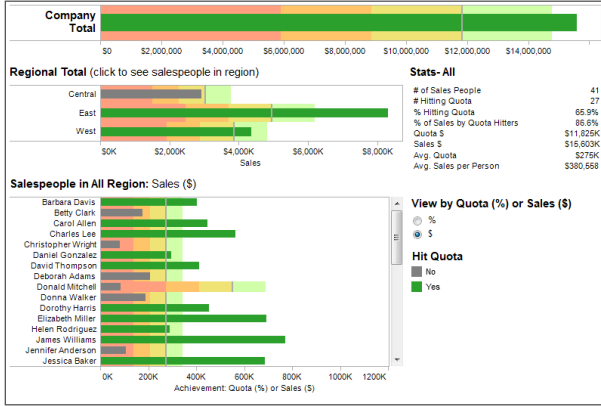 Company
Total
$0 $2,000,000 $4,000,000 $6,000,000 $8,000,000 $10,000,000 $12,000,000 $14,000,000
Regional Total (click to see salespeople in region)
Central
East
West
$0K $2,000K $4,000K $6,000K $8,000K
Sales
Stats- All
# of Sales People 41
# Hitting Quota 27
% Hitting Quota 65.9%
% of Sales by Quota Hitters 86.6%
Quota $ $11,825K
Sales $ $15,603K
Avg. Quota $275K
Avg. Sales per Person $380,558
Salespeople in All Region: Sales ($)
Barbara Davis
Betty Clark
Carol Allen
Charles Lee
Christopher Wright
Daniel Gonzalez
David Thompson
Deborah Adams
Donald Mitchell
Donna Walker
Dorothy Harris
Elizabeth Miller
Helen Rodriguez
James Williams
Jennifer Anderson
Jessica Baker
0K 200K 400K 600K 800K 1000K 1200K
Achievement: Quota (%) or Sales ($)
View by Quota (%) or Sales ($)
%
$
Hit Quota
No
Yes